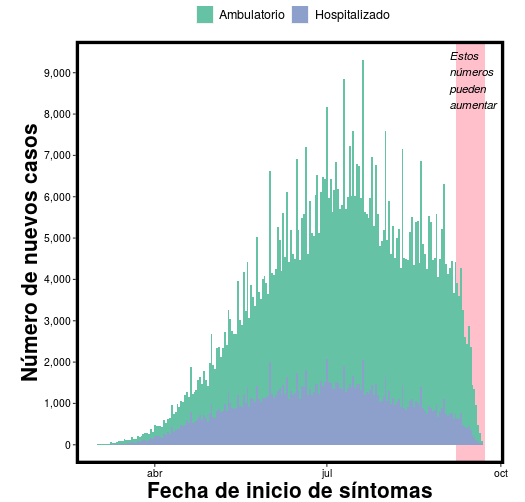 Ambulatorio Hospitalizado
Estos
números
pueden
aumentar
9,000
8,000
7,000
6,000
5,000
4,000
3,000
2,000
1,000
0
Número de nuevos casos
abr jul oct
Fecha de inicio de síntomas